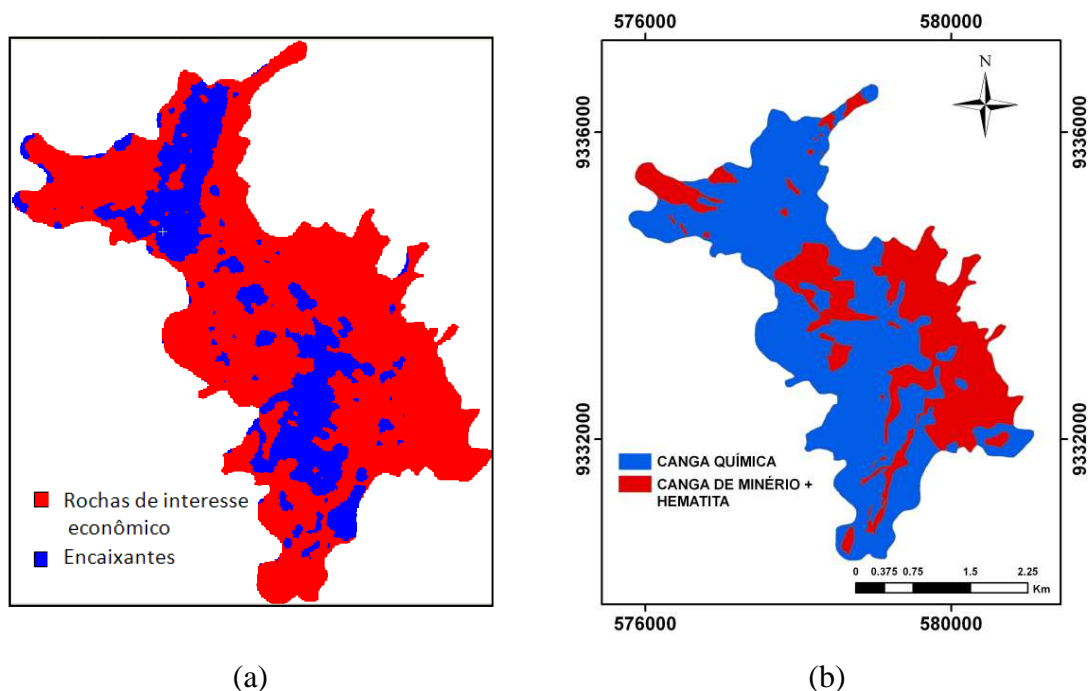 Rochas de interesse
econômico
Encaixantes
(a)
576000 580000
9336000 9336000
N
9332000 9332000
CANGA QUÍMICA
CANGA DE MINÉRIO +
HEMATITA
0 0.375 0.75 1.5 2.25
Km
576000 580000
(b)